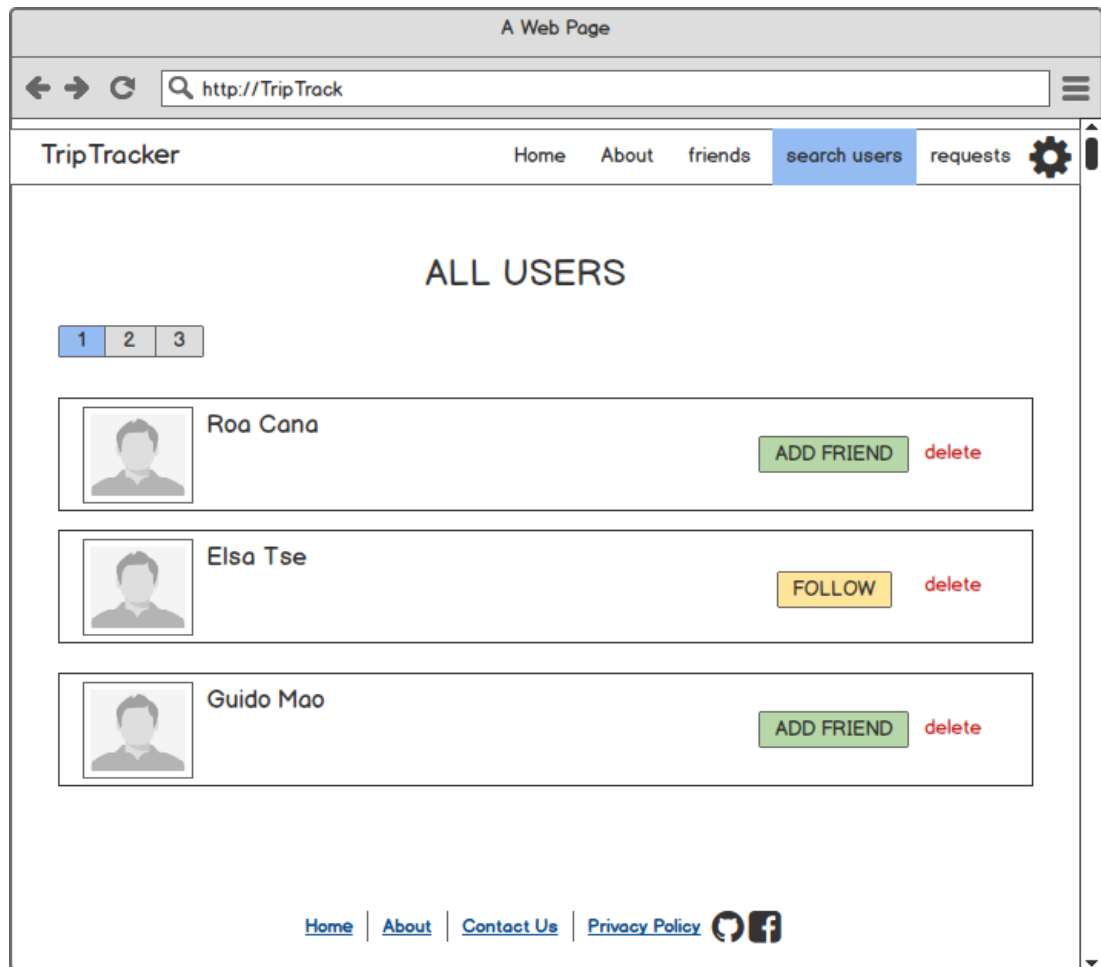 A Web Page
http://TripTrack
TripTracker Home About friends search users requests
ALL USERS
1 2 3
Roa Cana
ADD FRIEND delete
Elsa Tse
FOLLOW delete
Guido Mao
ADD FRIEND delete
Home About Contact Us Privacy Policy